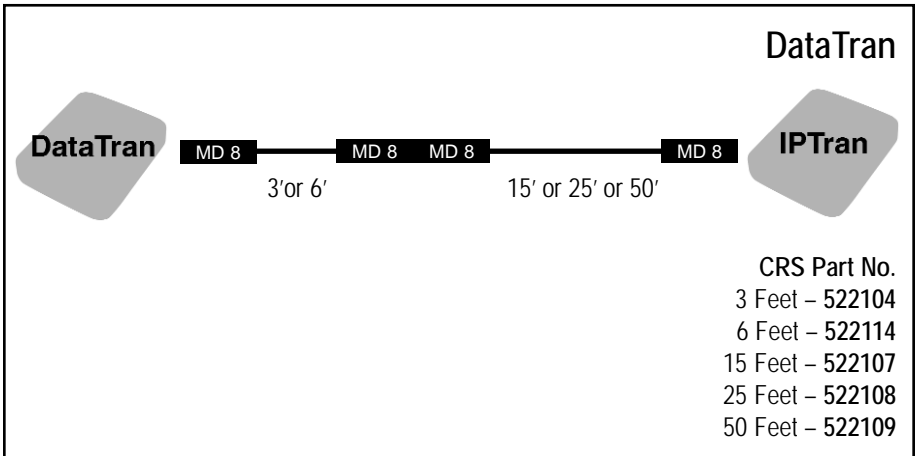 DataTran
DataTran MD 8 MD 8 MD 8 MD 8 IPTran
3'or 6' 15' or 25' or 50'
CRS Part No.
3 Feet – 522104
6 Feet – 522114
15 Feet – 522107
25 Feet – 522108
50 Feet – 522109